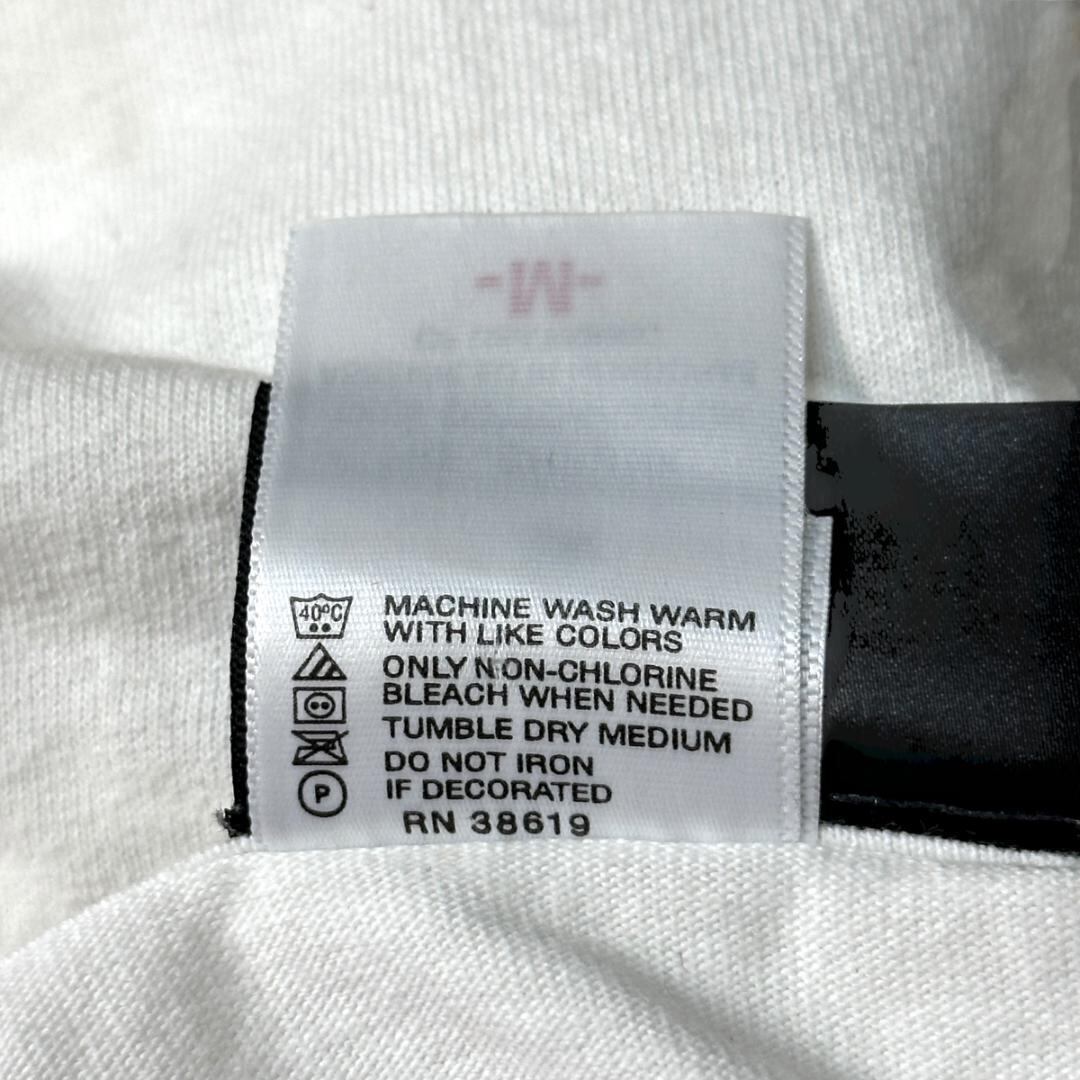 -M-
40ºC
MACHINE WASH WARM
WITH LIKE COLORS
ONLY NON-CHLORINE
BLEACH WHEN NEEDED
TUMBLE DRY MEDIUM
DO NOT IRON
P
IF DECORATED
RN 38619